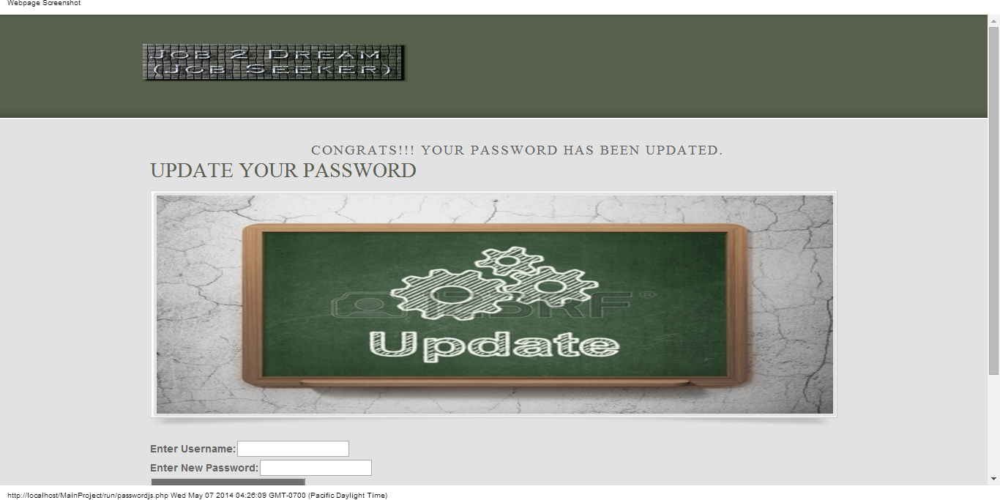 Webpage Screenshot
Job 2 Dream
(Job Seeker)
CONGRATS!!! YOUR PASSWORD HAS BEEN UPDATED.
UPDATE YOUR PASSWORD
Update
Enter Username:
Enter New Password:
http://localhost/MainProject/run/passwordjs.php Wed May 07 2014 04:26:09 GMT-0700 (Pacific Daylight Time)